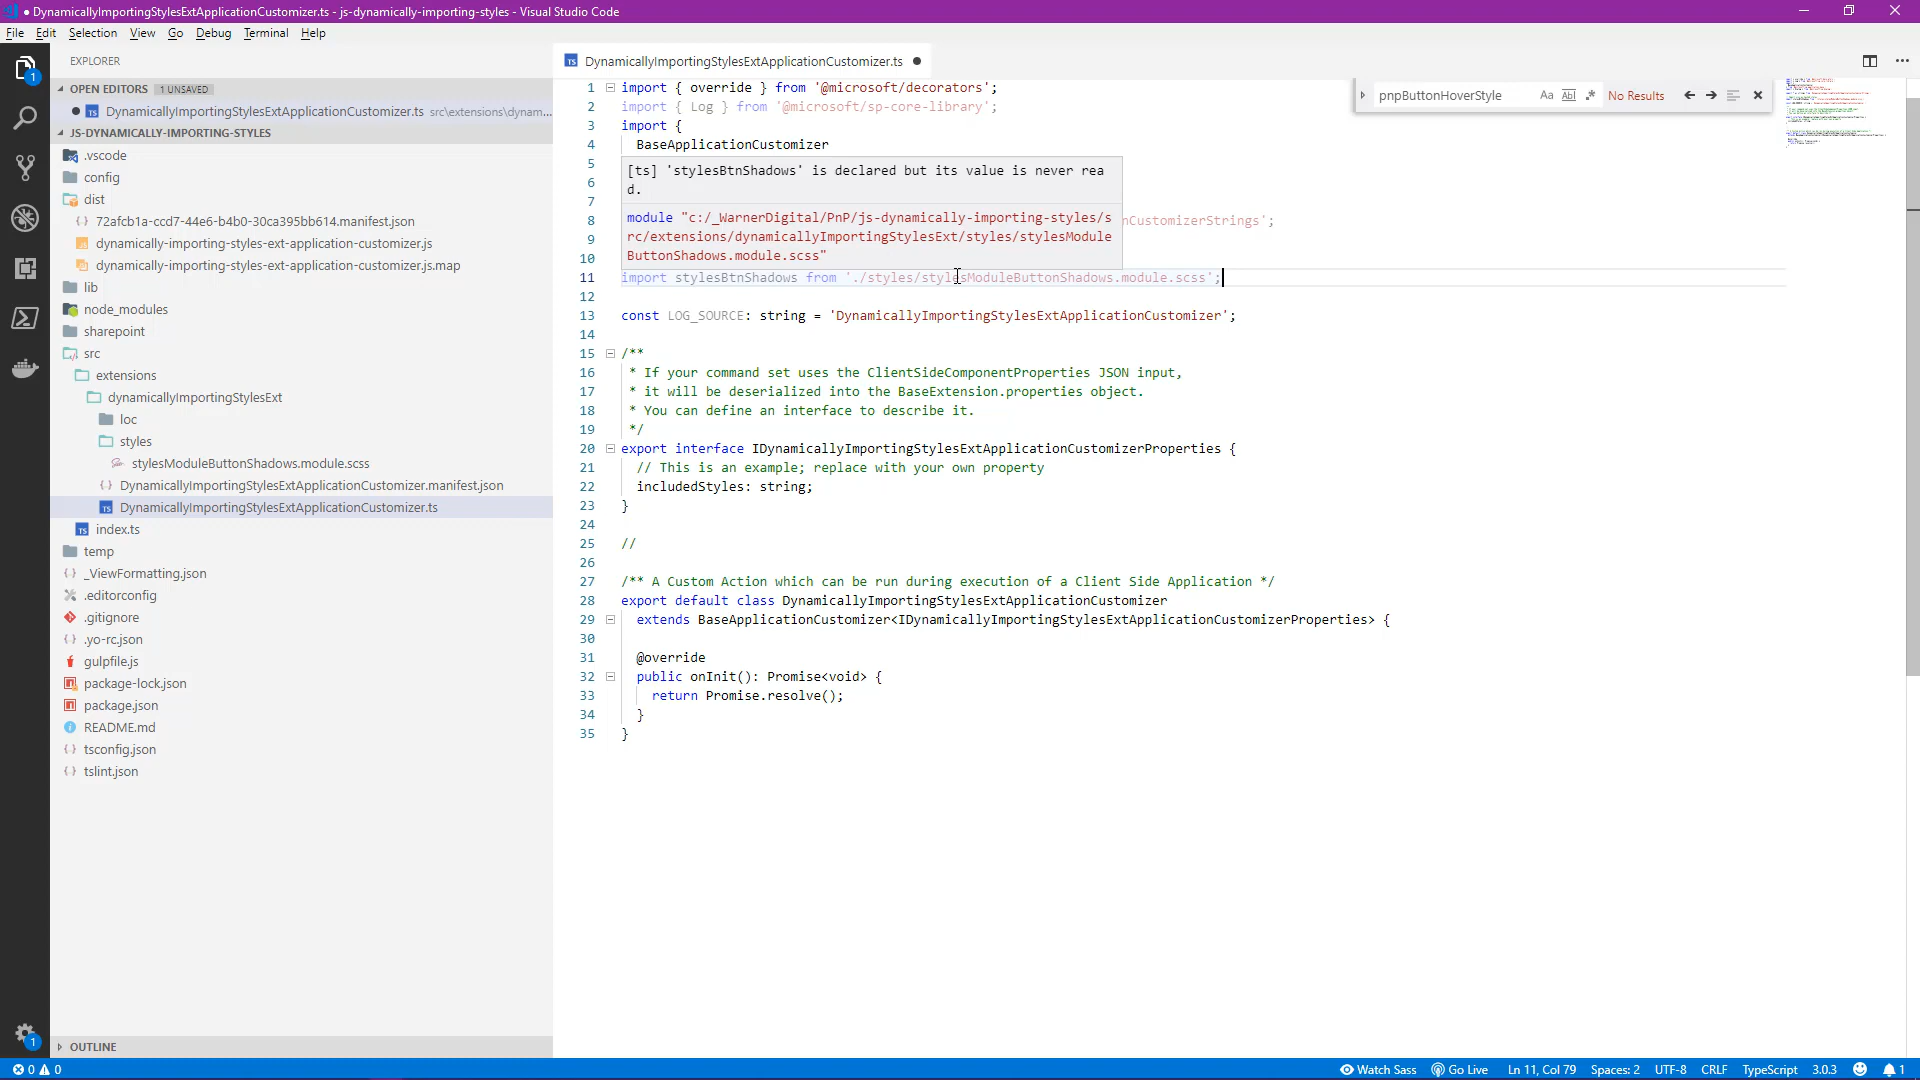 ● DynamicallyImportingStylesExtApplicationCustomizer.ts - js-dynamically-importing-styles - Visual Studio Code
File Edit Selection View Go Debug Terminal Help
EXPLORER
OPEN EDITORS 1 UNSAVED
● TS DynamicallyImportingStylesExtApplicationCustomizer.ts src\extensions\dynam...
JS-DYNAMICALLY-IMPORTING-STYLES
.vscode
config
dist
72afcb1a-ccd7-44e6-b4b0-30ca395bb614.manifest.json
dynamically-importing-styles-ext-application-customizer.js
dynamically-importing-styles-ext-application-customizer.js.map
lib
node_modules
sharepoint
src
extensions
dynamicallyImportingStylesExt
loc
styles
stylesModuleButtonShadows.module.scss
DynamicallyImportingStylesExtApplicationCustomizer.manifest.json
TS DynamicallyImportingStylesExtApplicationCustomizer.ts
TS index.ts
temp
_ViewFormatting.json
.editorconfig
.gitignore
.yo-rc.json
gulpfile.js
package-lock.json
package.json
README.md
tsconfig.json
tslint.json
OUTLINE
TS DynamicallyImportingStylesExtApplicationCustomizer.ts ●
pnpButtonHoverStyle Aa Abl .* No Results
1 import { override } from '@microsoft/decorators';
2 import { Log } from '@microsoft/sp-core-library';
3 import {
4 BaseApplicationCustomizer
5
6
7
8 nCustomizerStrings';
9
10
[ts] 'stylesBtnShadows' is declared but its value is never rea
d.
module "c:/_WarnerDigital/PnP/js-dynamically-importing-styles/s
rc/extensions/dynamicallyImportingStylesExt/styles/stylesModule
ButtonShadows.module.scss"
11 import stylesBtnShadows from './styles/stylesModuleButtonShadows.module.scss';
12
13 const LOG_SOURCE: string = 'DynamicallyImportingStylesExtApplicationCustomizer';
14
15 /**
16 * If your command set uses the ClientSideComponentProperties JSON input,
17 * it will be deserialized into the BaseExtension.properties object.
18 * You can define an interface to describe it.
19 */
20 export interface IDynamicallyImportingStylesExtApplicationCustomizerProperties {
21 // This is an example; replace with your own property
22 includedStyles: string;
23 }
24
25 //
26
27 /** A Custom Action which can be run during execution of a Client Side Application */
28 export default class DynamicallyImportingStylesExtApplicationCustomizer
29 extends BaseApplicationCustomizer<IDynamicallyImportingStylesExtApplicationCustomizerProperties> {
30
31 @override
32 public onInit(): Promise<void> {
33 return Promise.resolve();
34 }
35 }
1
1
0 0
Watch Sass Go Live Ln 11, Col 79 Spaces: 2 UTF-8 CRLF TypeScript 3.0.3 1